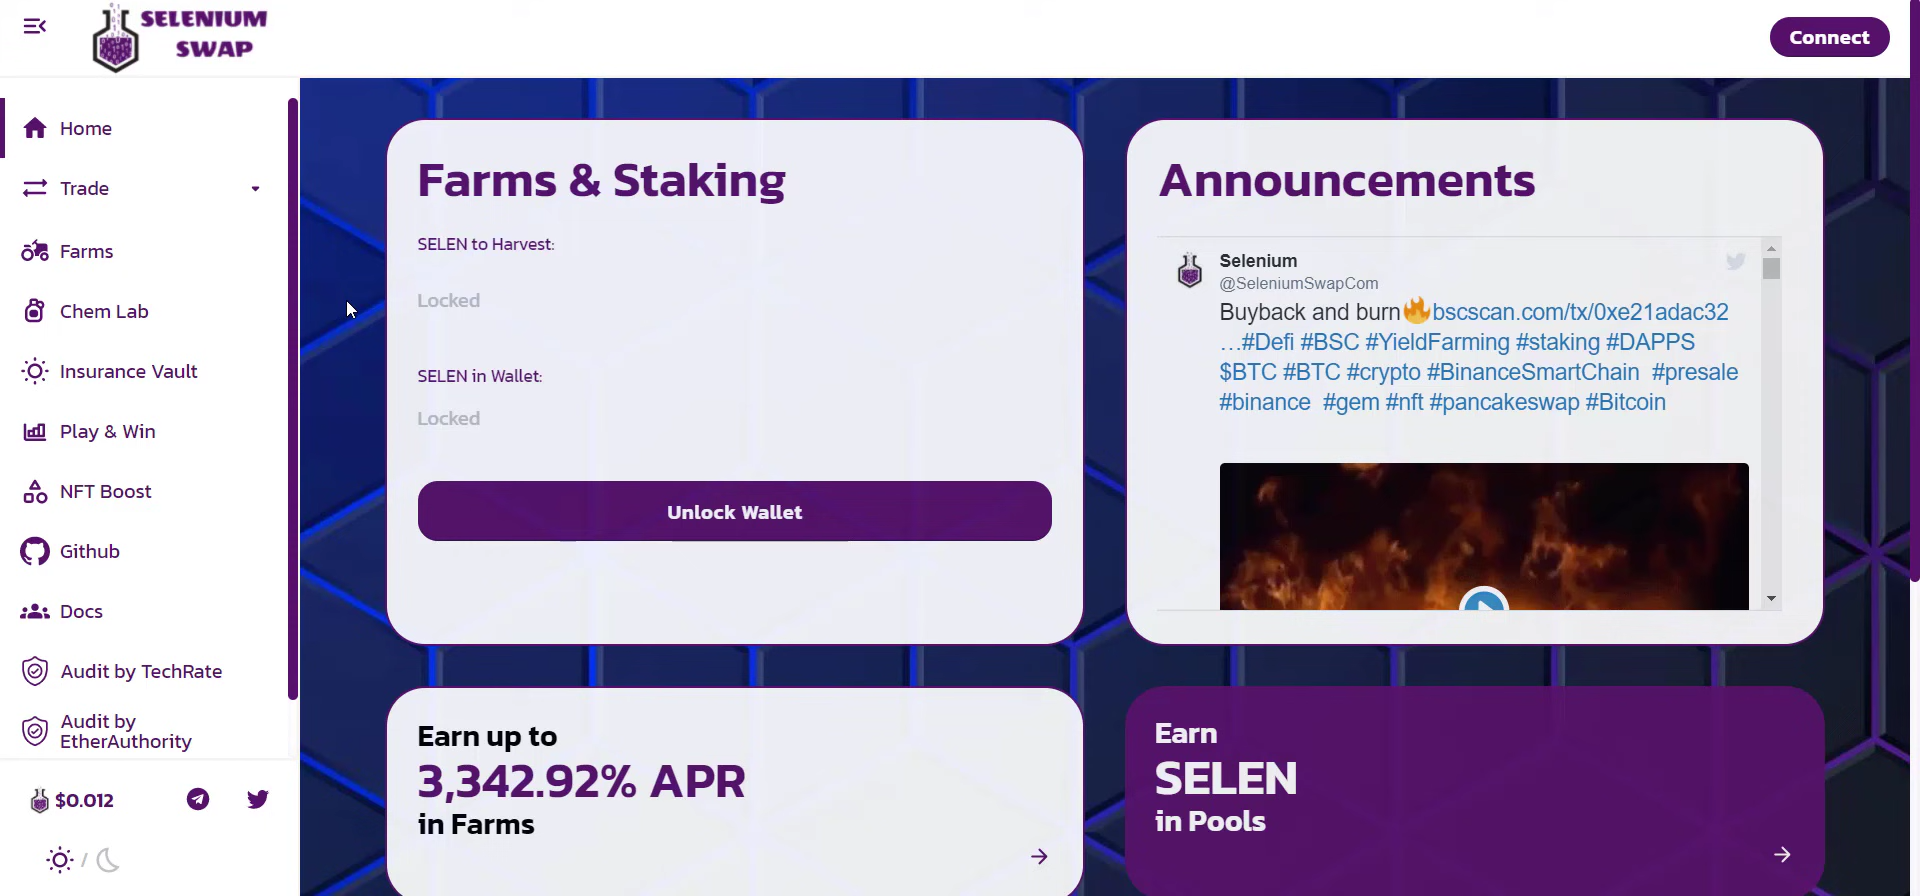 SELENIUM
SWAP
Connect
Home
Trade
Farms
Chem Lab
Insurance Vault
Play & Win
NFT Boost
Github
Docs
Audit by TechRate
Audit by
EtherAuthority
$0.012
/
Farms & Staking
SELEN to Harvest:
Locked
SELEN in Wallet:
Locked
Unlock Wallet
Announcements
Selenium
@SeleniumSwapCom
Buyback and burn🔥bscscan.com/tx/0xe21adac32
…#Defi #BSC #YieldFarming #staking #DAPPS
$BTC #BTC #crypto #BinanceSmartChain #presale
#binance #gem #nft #pancakeswap #Bitcoin
Earn up to
3,342.92% APR
in Farms
Earn
SELEN
in Pools